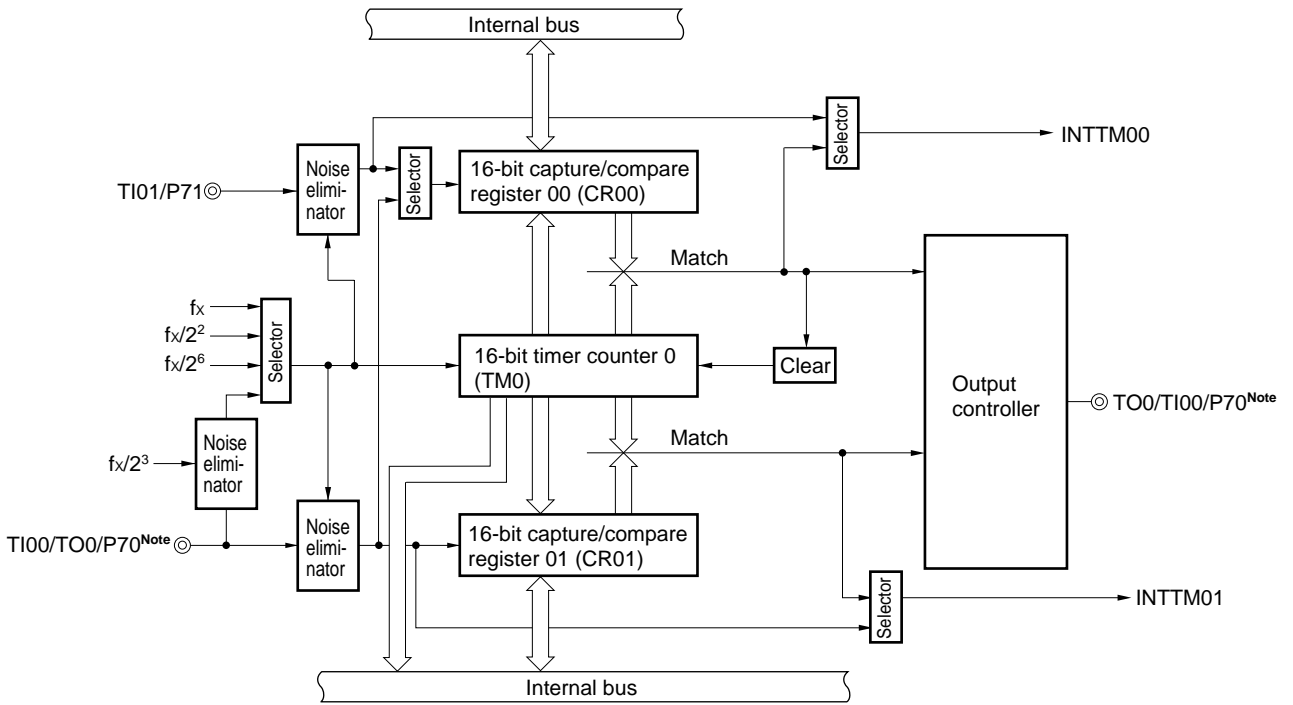 Internal bus
Selector
INTTM00
Noise
elimi-
nator
Selector
16-bit capture/compare
register 00 (CR00)
TI01/P71
Match
fX
fX/2²
fX/2⁶
Selector
16-bit timer counter 0
(TM0)
Clear
Output
controller
TO0/TI00/P70Note
Match
Noise
elimi-
nator
fX/2³
Noise
elimi-
nator
TI00/TO0/P70Note
16-bit capture/compare
register 01 (CR01)
Selector
INTTM01
Internal bus